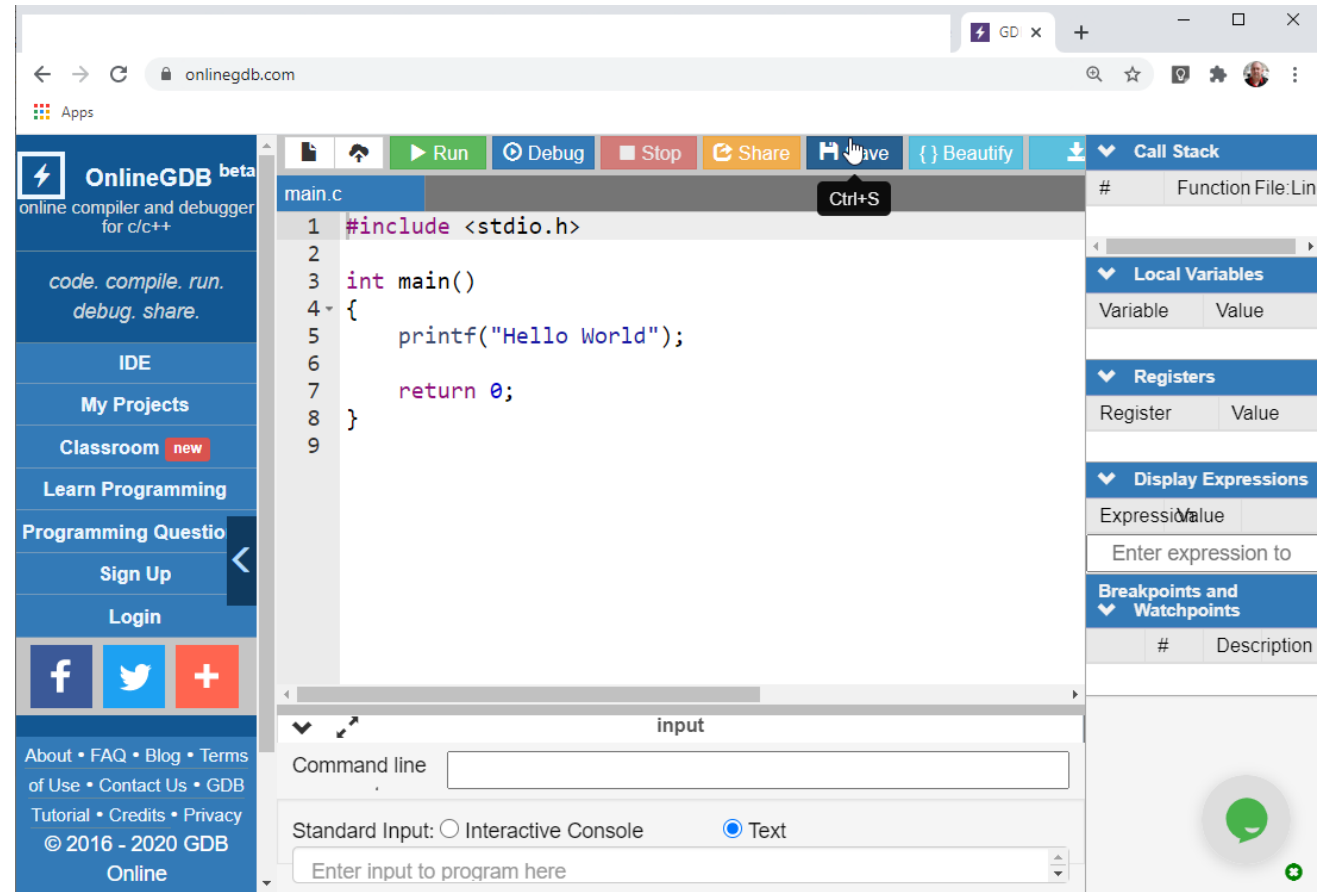 GD
onlinegdb.com
Apps
OnlineGDB beta
online compiler and debugger
for c/c++
code. compile. run.
debug. share.
IDE
My Projects
Classroom new
Learn Programming
Programming Questio
Sign Up
Login
About • FAQ • Blog • Terms
of Use • Contact Us • GDB
Tutorial • Credits • Privacy
© 2016 - 2020 GDB
Online
Run Debug Stop Share { } Beautify
Ctrl+S
main.c
1 #include <stdio.h>
2
3 int main()
4 {
5 printf("Hello World");
6
7 return 0;
8 }
9
input
Command line
Standard Input: Interactive Console Text
Enter input to program here
Call Stack
# Function File:Lin
Local Variables
Variable Value
Registers
Register Value
Display Expressions
Expression Value
Enter expression to
Breakpoints and
Watchpoints
# Description